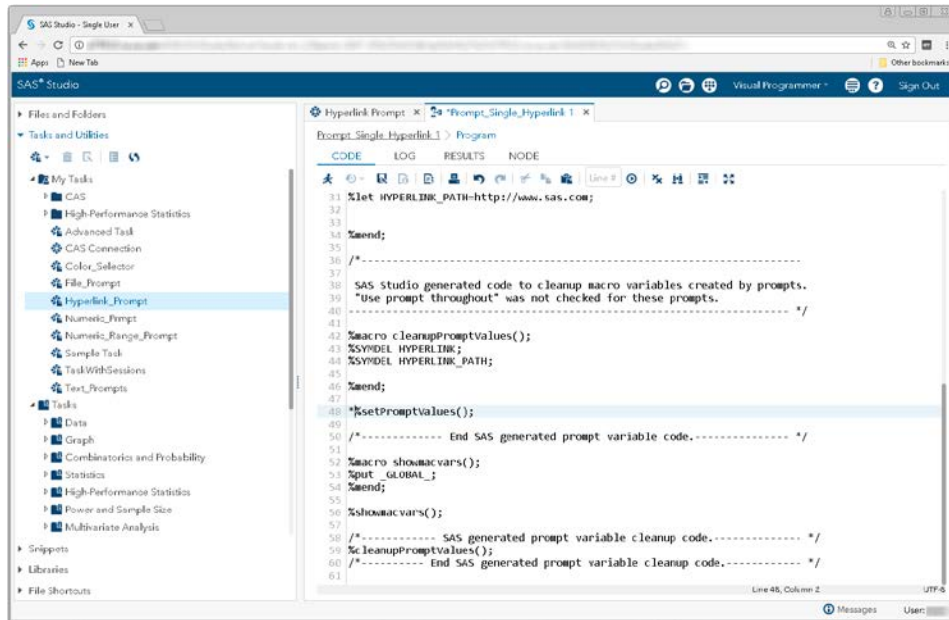 SAS Studio - Single User
Apps New Tab Other bookmarks
SAS® Studio Visual Programmer Sign Out
Files and Folders
Tasks and Utilities
My Tasks
CAS
High-Performance Statistics
Advanced Task
CAS Connection
Color_Selector
File_Prompt
Hyperlink_Prompt
Numeric_Prmpt
Numeric_Range_Prompt
Sample Task
TaskWithSessions
Text_Prompts
Tasks
Data
Graph
Combinatorics and Probability
Statistics
High-Performance Statistics
Power and Sample Size
Multivariate Analysis
Snippets
Libraries
File Shortcuts
Hyperlink Prompt *Prompt_Single_Hyperlink 1
Prompt_Single_Hyperlink 1 > Program
CODE LOG RESULTS NODE
Line #
31 %let HYPERLINK_PATH=http://www.sas.com;
32
33
34 %mend;
35
36 /*---------------------------------------------------------------
37
38 SAS Studio generated code to cleanup macro variables created by prompts.
39 "Use prompt throughout" was not checked for these prompts.
40 --------------------------------------------------------------- */
41
42 %macro cleanupPromptValues();
43 %SYMDEL HYPERLINK;
44 %SYMDEL HYPERLINK_PATH;
45
46 %mend;
47
48 *%setPromptValues();
49
50 /*------------- End SAS generated prompt variable code.--------------- */
51
52 %macro showmacvars();
53 %put _GLOBAL_;
54 %mend;
55
56 %showmacvars();
57
58 /*------------ SAS generated prompt variable cleanup code.------------- */
59 %cleanupPromptValues();
60 /*---------- End SAS generated prompt variable cleanup code.----------- */
61
Line 48, Column 2 UTF-8
Messages User: